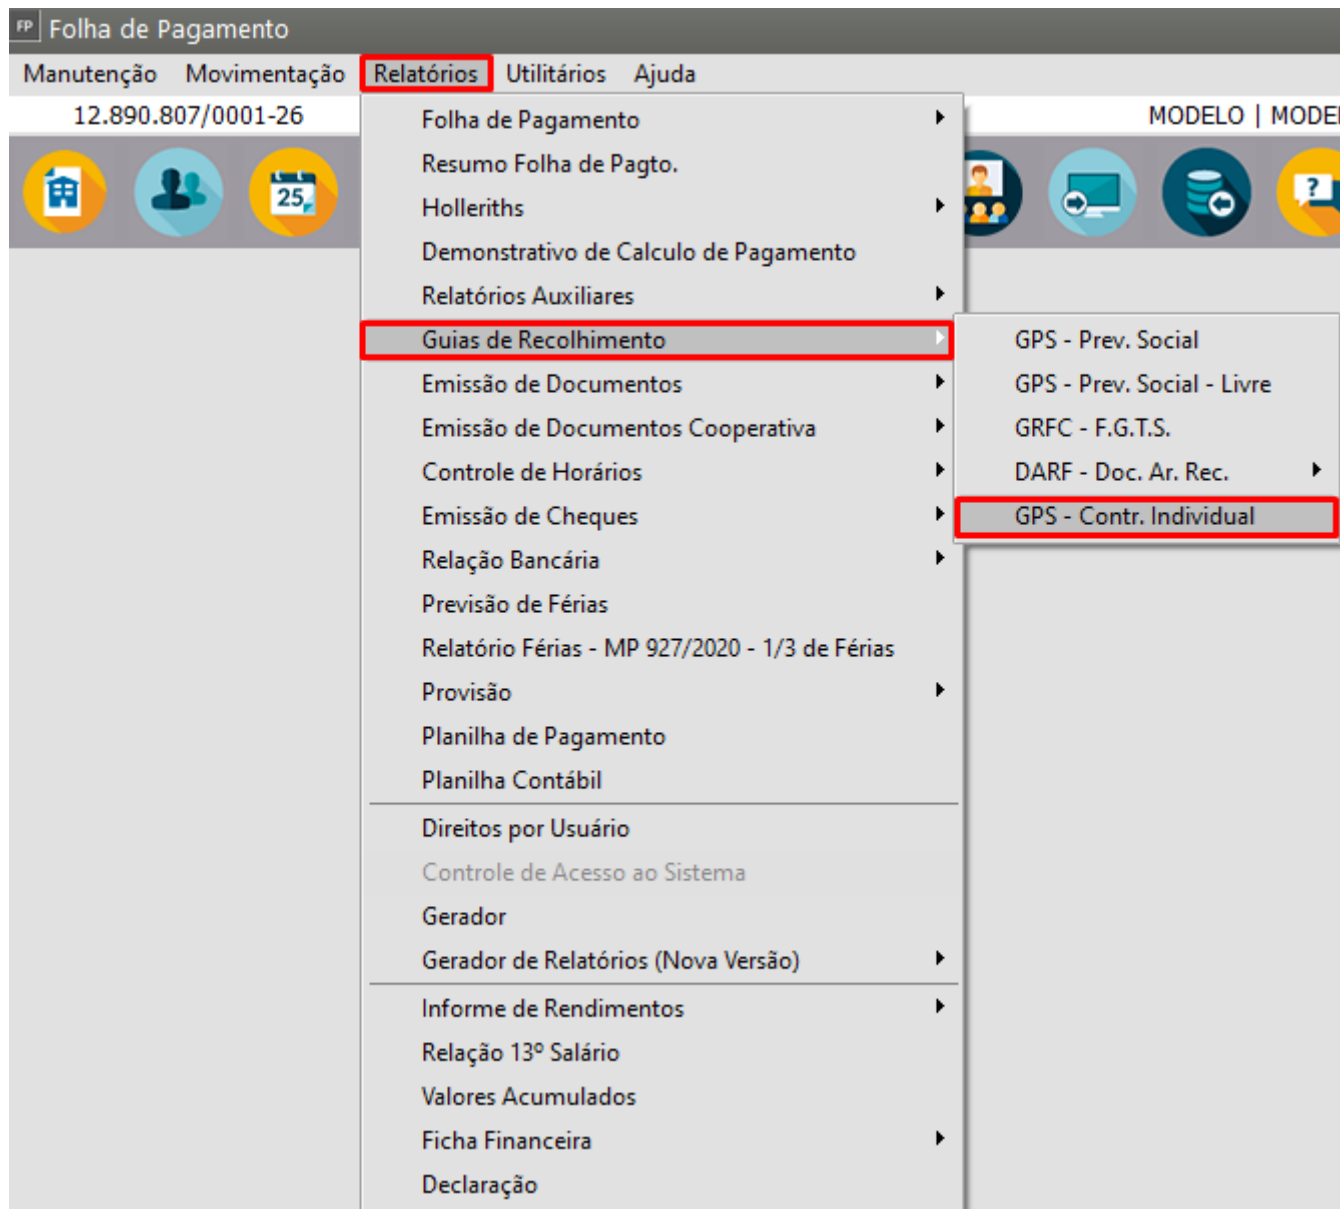 FP Folha de Pagamento
Manutenção Movimentação Relatórios Utilitários Ajuda
12.890.807/0001-26 MODELO | MODE
25
?
Folha de Pagamento
Resumo Folha de Pagto.
Holleriths
Demonstrativo de Calculo de Pagamento
Relatórios Auxiliares
Guias de Recolhimento
Emissão de Documentos
Emissão de Documentos Cooperativa
Controle de Horários
Emissão de Cheques
Relação Bancária
Previsão de Férias
Relatório Férias - MP 927/2020 - 1/3 de Férias
Provisão
Planilha de Pagamento
Planilha Contábil
Direitos por Usuário
Controle de Acesso ao Sistema
Gerador
Gerador de Relatórios (Nova Versão)
Informe de Rendimentos
Relação 13º Salário
Valores Acumulados
Ficha Financeira
Declaração
GPS - Prev. Social
GPS - Prev. Social - Livre
GRFC - F.G.T.S.
DARF - Doc. Ar. Rec.
GPS - Contr. Individual